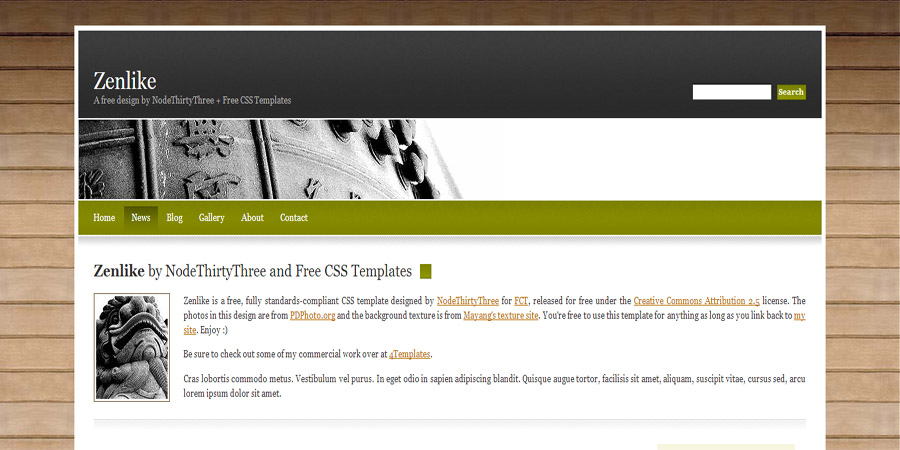 Zenlike
A free design by NodeThirtyThree + Free CSS Templates
Search
Home News Blog Gallery About Contact
Zenlike by NodeThirtyThree and Free CSS Templates
Zenlike is a free, fully standards-compliant CSS template designed by NodeThirtyThree for FCT, released for free under the Creative Commons Attribution 2.5 license. The
photos in this design are from PDPhoto.org and the background texture is from Mayang's texture site. You're free to use this template for anything as long as you link back to my
site. Enjoy :)
Be sure to check out some of my commercial work over at 4Templates.
Cras lobortis commodo metus. Vestibulum vel purus. In eget odio in sapien adipiscing blandit. Quisque augue tortor, facilisis sit amet, aliquam, suscipit vitae, cursus sed, arcu
lorem ipsum dolor sit amet.